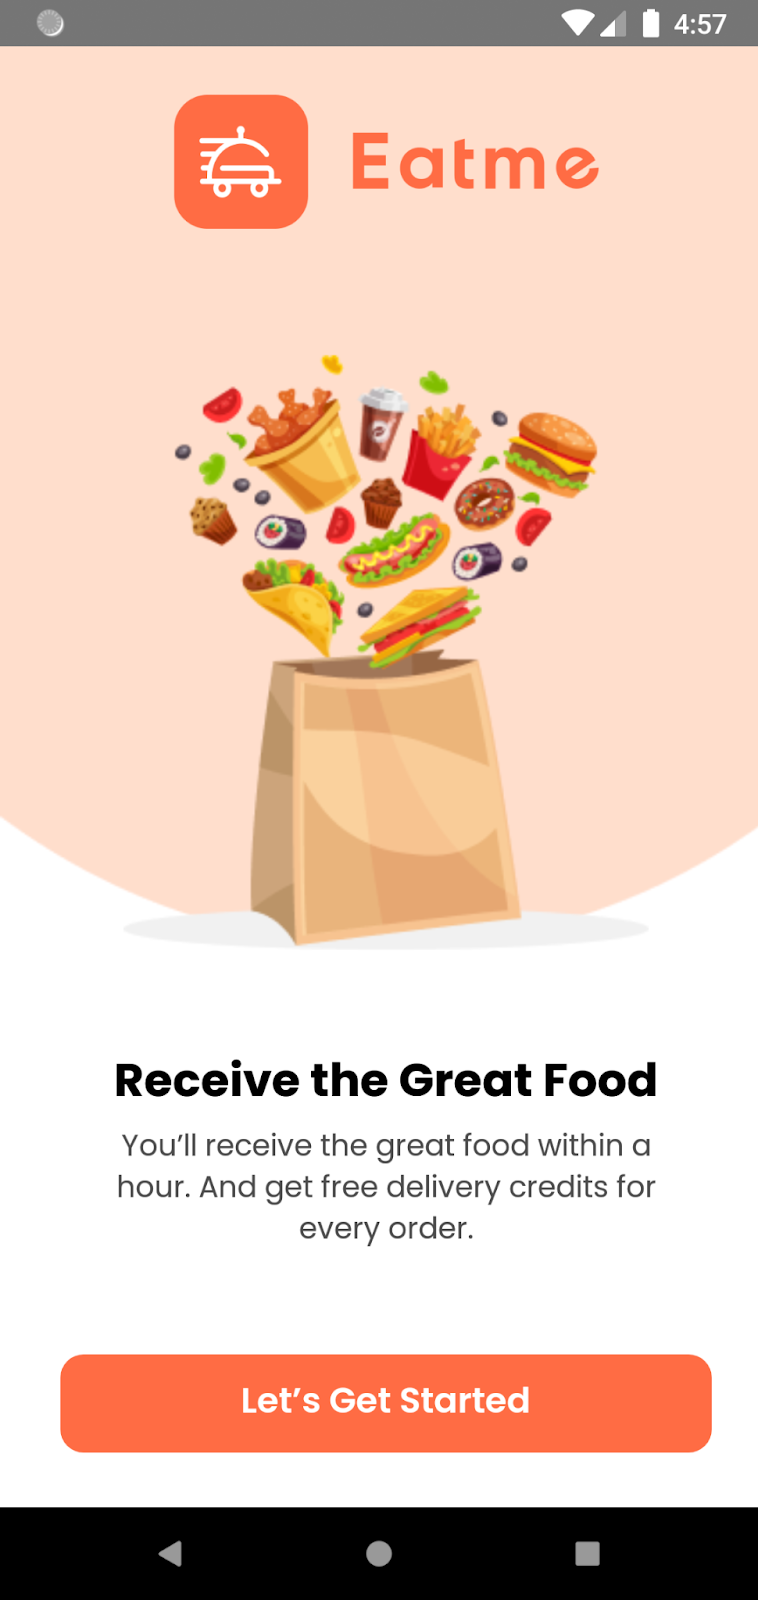 4:57
Eatme
Receive the Great Food
You’ll receive the great food within a
hour. And get free delivery credits for
every order.
Let’s Get Started